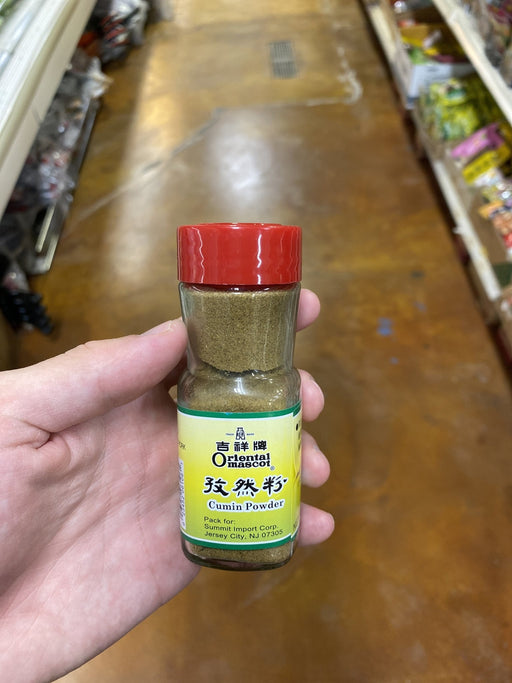 吉祥牌
Oriental
mascot®
孜然粉
Cumin Powder
Pack for:
Summit Import Corp.
Jersey City, NJ 07305